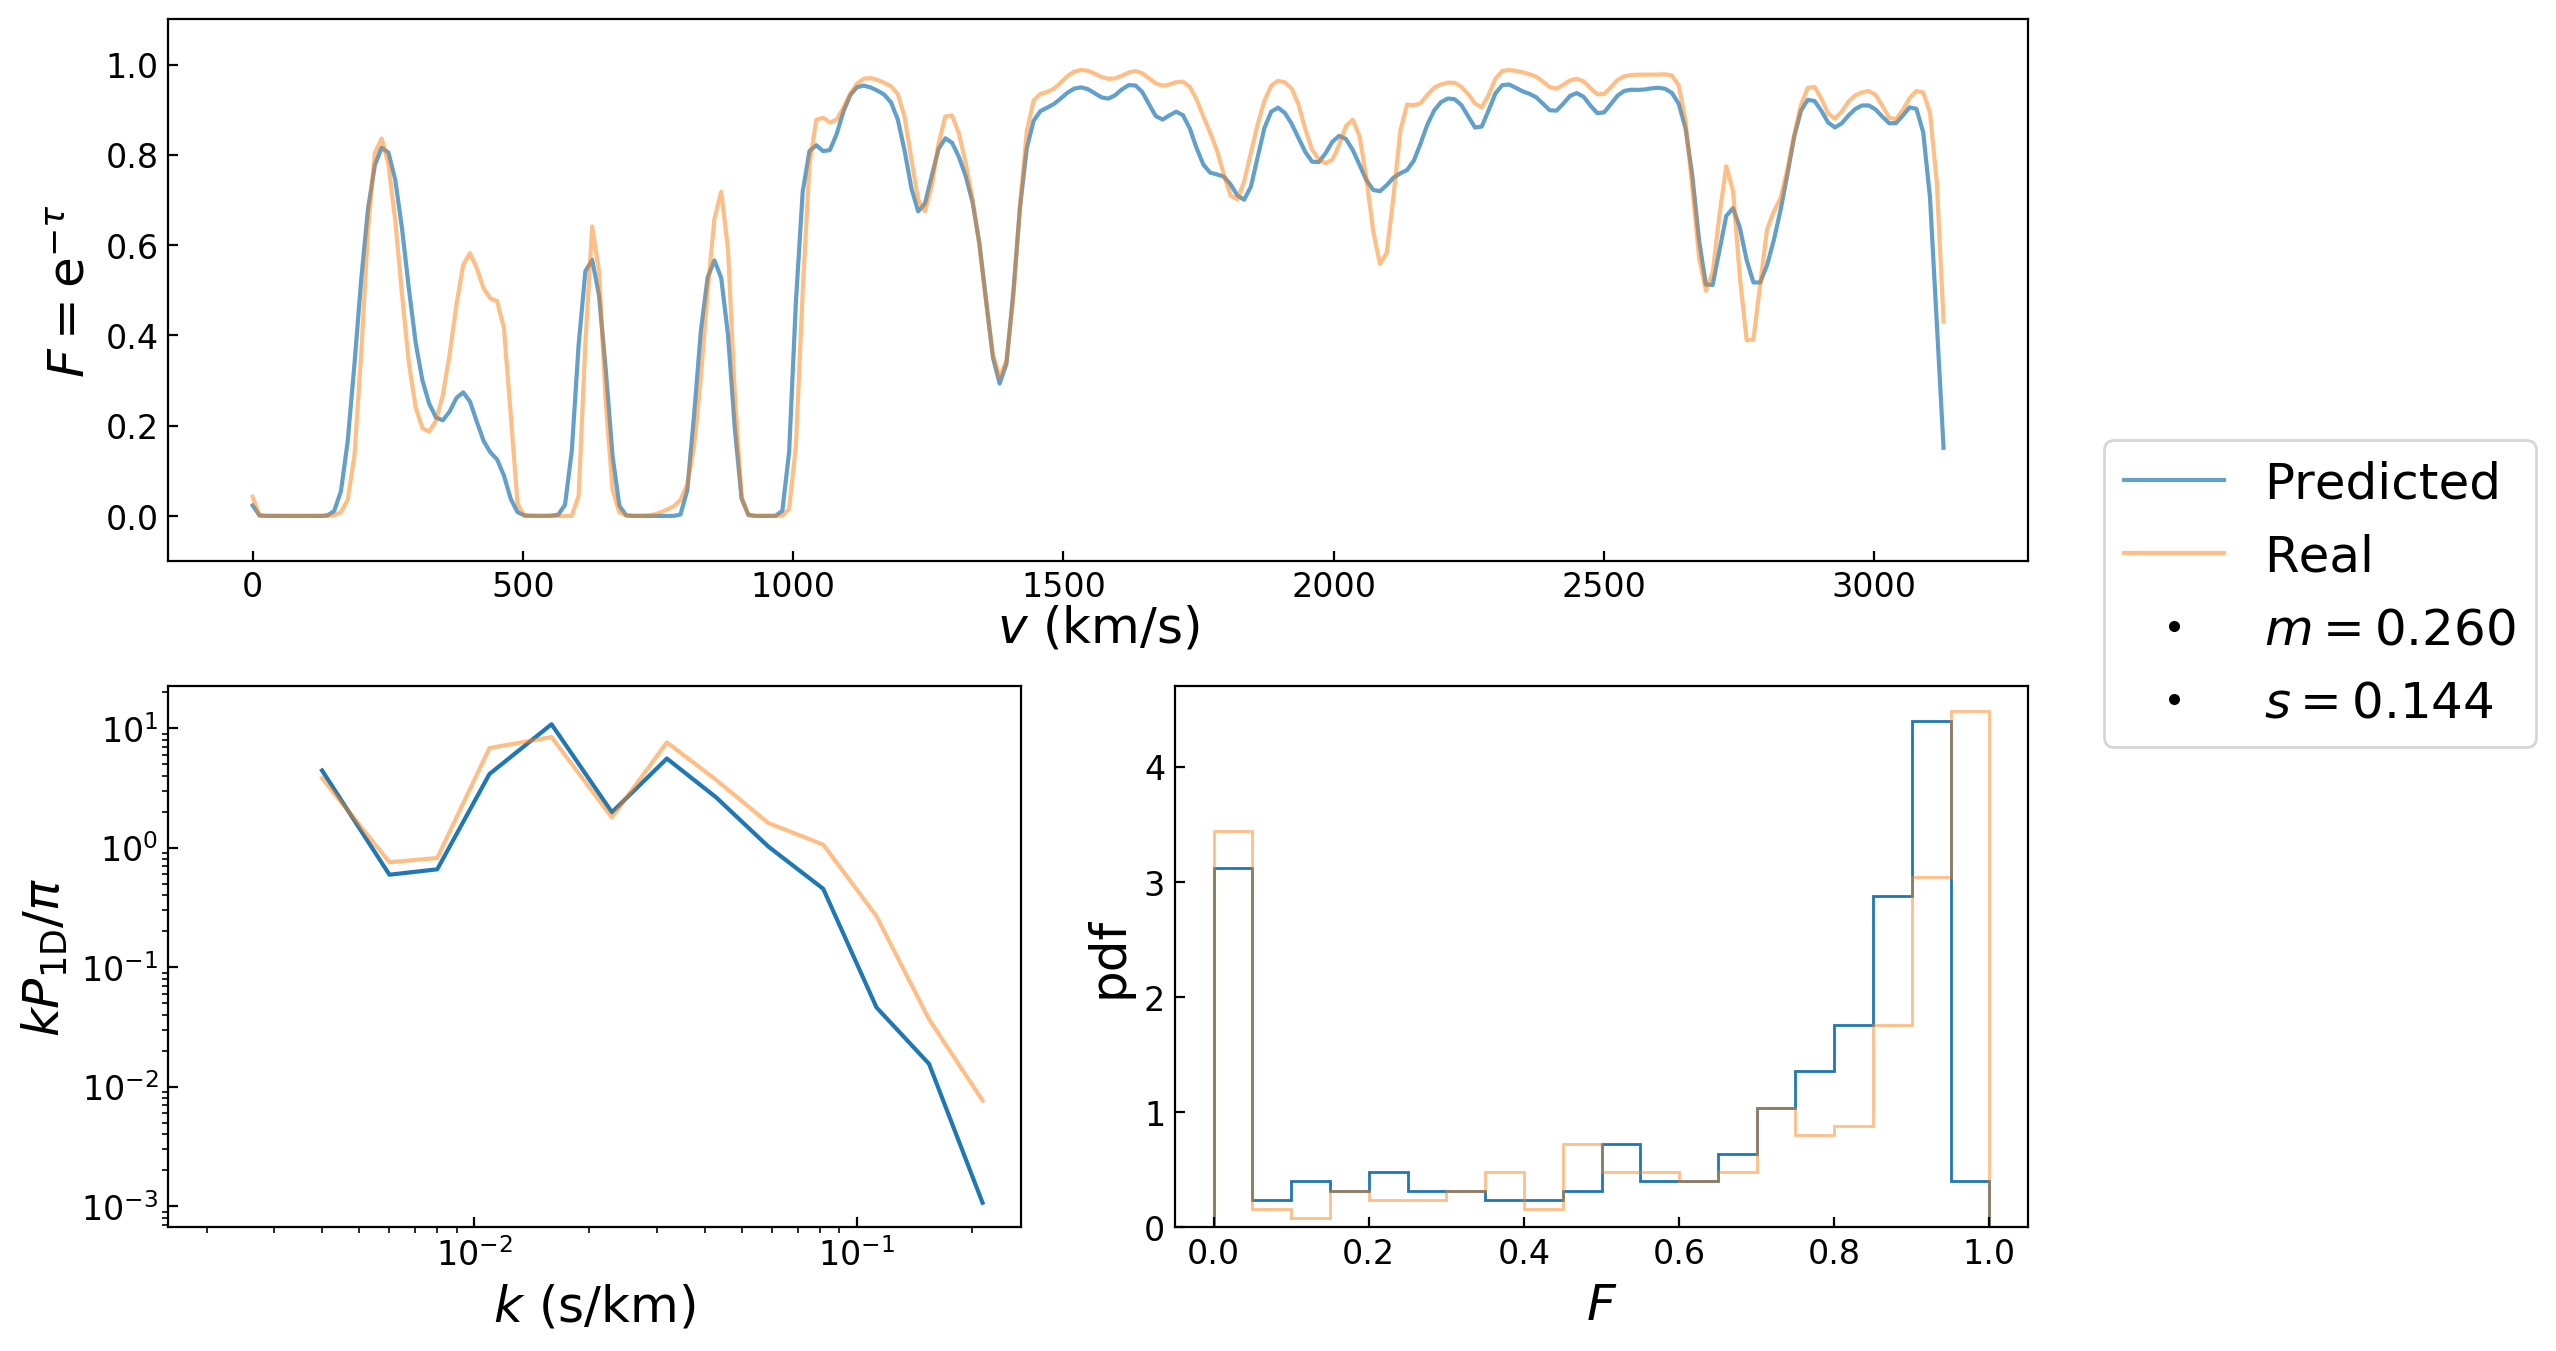 1.0
0.8
0.6
0.4
0.2
0.0
F = e^{−τ}
0 500 1000 1500 2000 2500 3000
v (km/s)
Predicted
Real
m = 0.260
s = 0.144
10^1
10^0
10^{−1}
10^{−2}
10^{−3}
kP_{1D}/π
10^{−2} 10^{−1}
k (s/km)
4
3
2
1
0
pdf
0.0 0.2 0.4 0.6 0.8 1.0
F